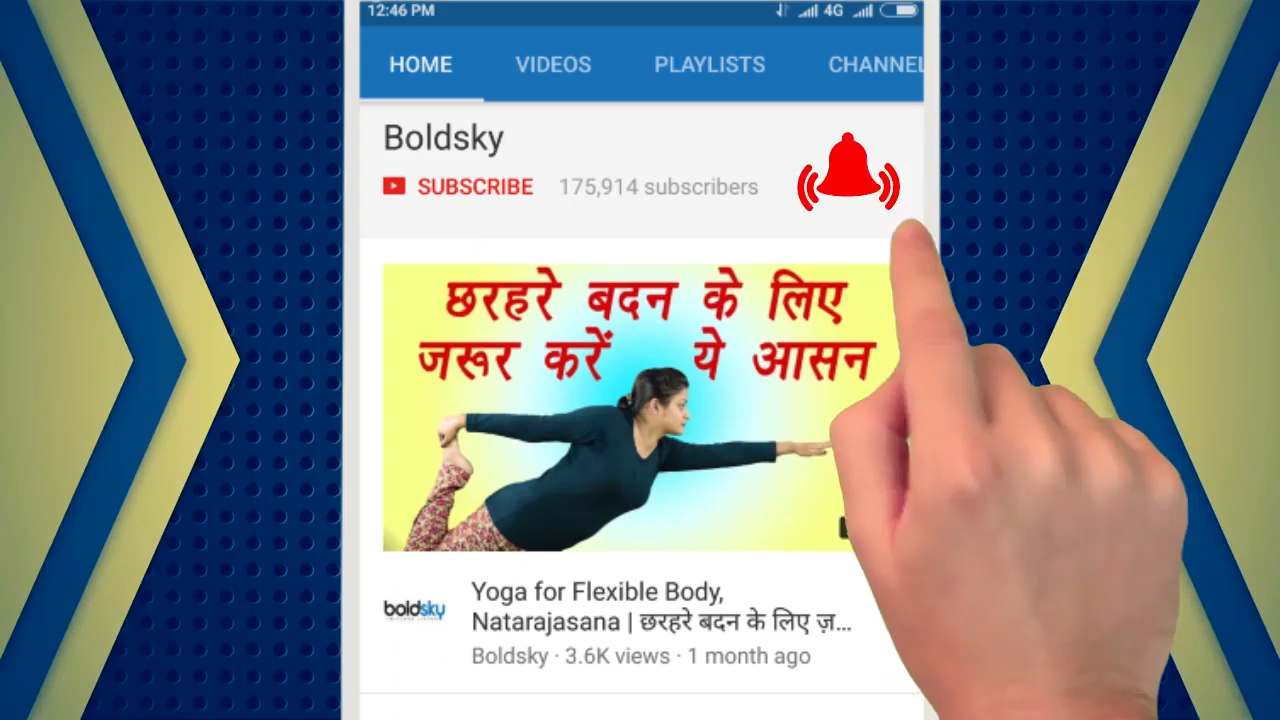 12:46 PM 4G
HOME VIDEOS PLAYLISTS CHANNEL
Boldsky
SUBSCRIBE 175,914 subscribers
छरहरे बदन के लिए
जरूर करें ये आसन
Yoga for Flexible Body,
boldsky
Natarajasana | छरहरे बदन के लिए ज़...
Boldsky · 3.6K views · 1 month ago